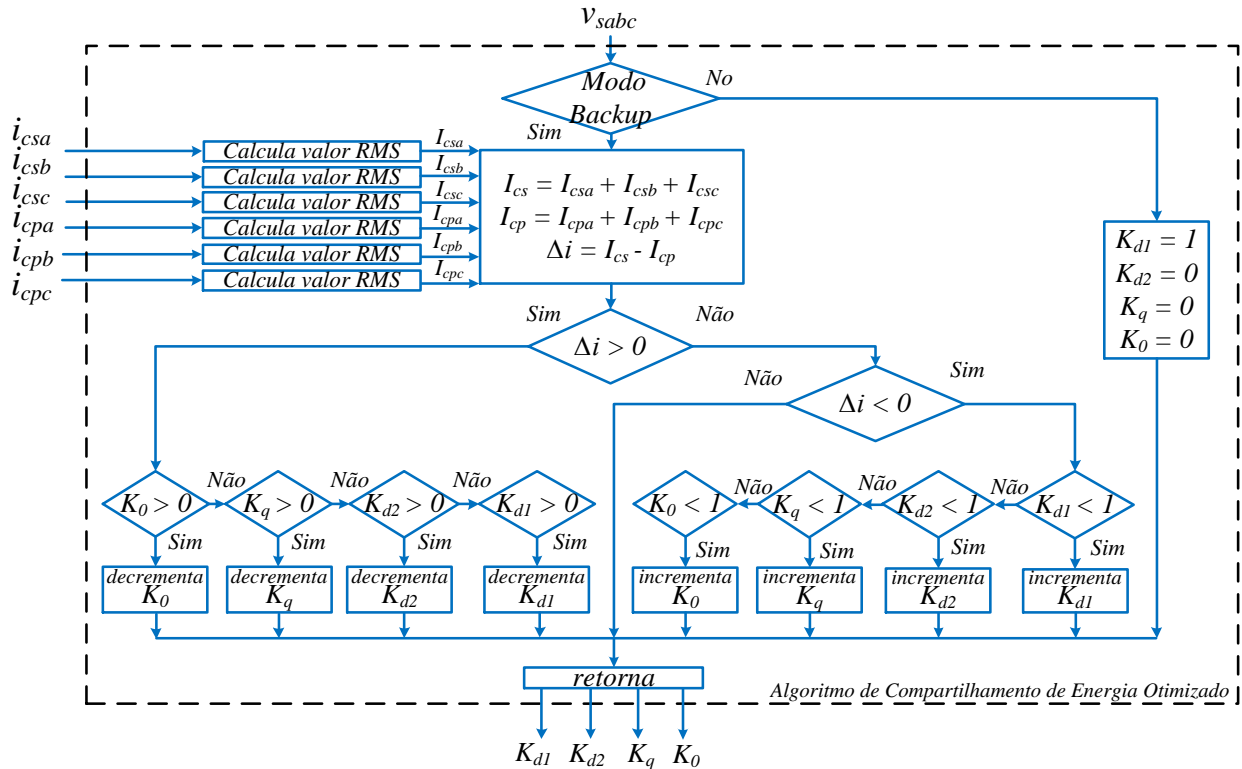 v_sabc
Modo
Backup
No
Sim
i_csa
i_csb
i_csc
i_cpa
i_cpb
i_cpc
Calcula valor RMS
Calcula valor RMS
Calcula valor RMS
Calcula valor RMS
Calcula valor RMS
Calcula valor RMS
I_csa
I_csb
I_csc
I_cpa
I_cpb
I_cpc
I_cs = I_csa + I_csb + I_csc
I_cp = I_cpa + I_cpb + I_cpc
Δi = I_cs - I_cp
K_d1 = 1
K_d2 = 0
K_q = 0
K_0 = 0
Sim
Δi > 0
Não
Não
Δi < 0
Sim
K_0 > 0
Não
K_q > 0
Não
K_d2 > 0
Não
K_d1 > 0
K_0 < 1
Não
K_q < 1
Não
K_d2 < 1
Não
K_d1 < 1
Sim
Sim
Sim
Sim
Sim
Sim
Sim
Sim
decrementa
K_0
decrementa
K_q
decrementa
K_d2
decrementa
K_d1
incrementa
K_0
incrementa
K_q
incrementa
K_d2
incrementa
K_d1
retorna
Algoritmo de Compartilhamento de Energia Otimizado
K_d1 K_d2 K_q K_0